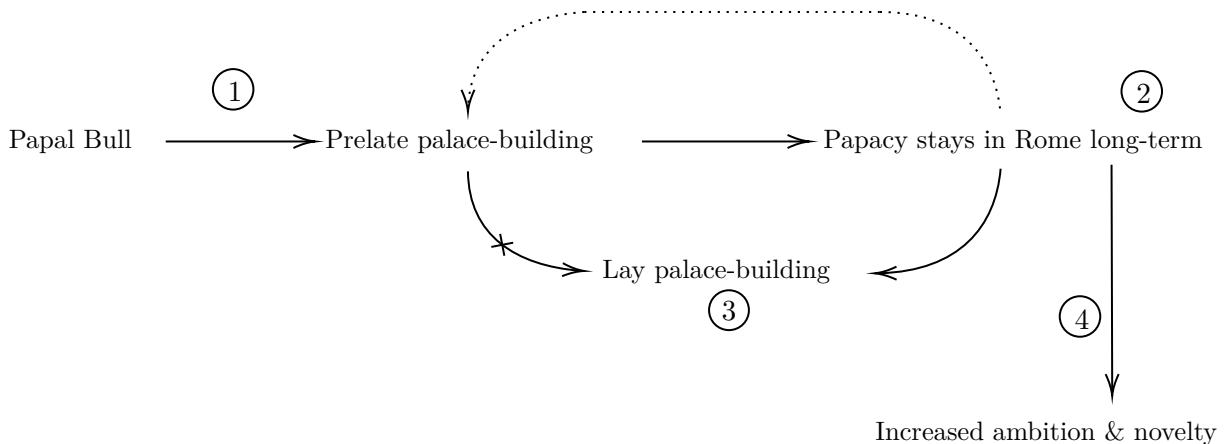 1
2
Papal Bull
Prelate palace-building
Papacy stays in Rome long-term
Lay palace-building
3
4
Increased ambition & novelty